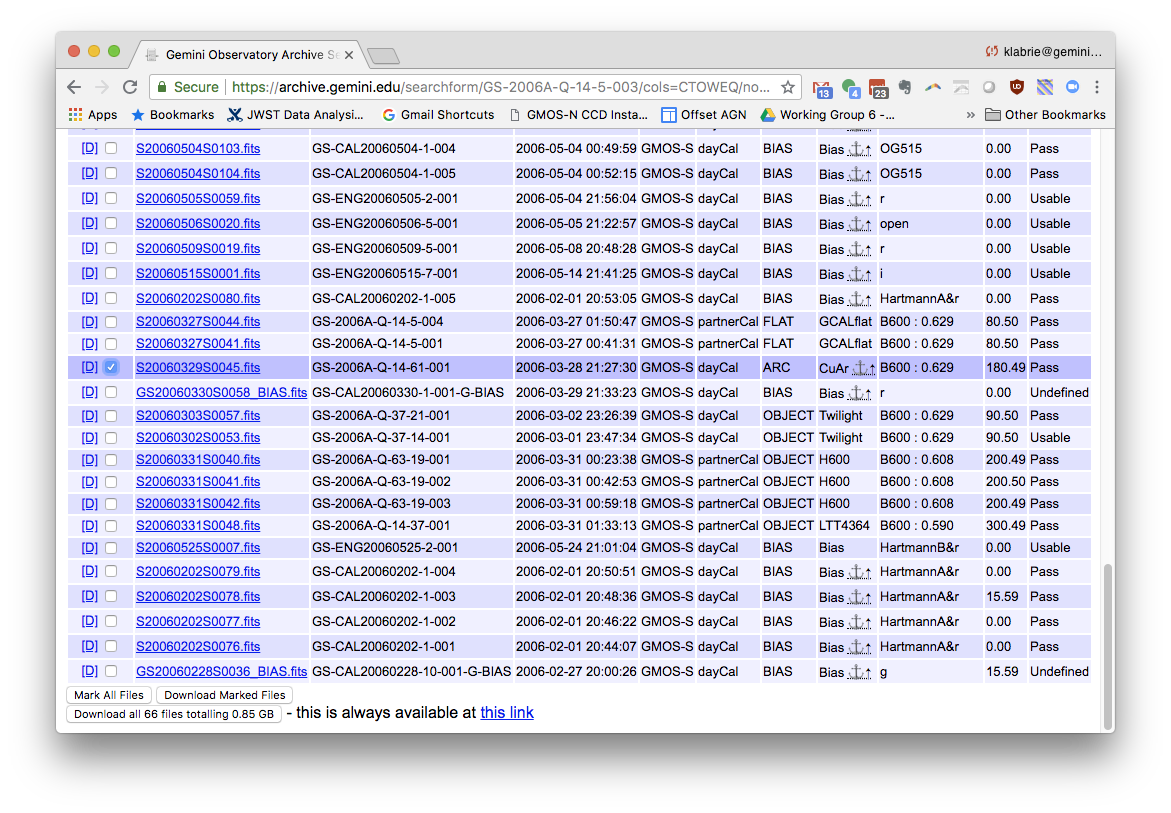 Gemini Observatory Archive Se
klabrie@gemini...
Secure https://archive.gemini.edu/searchform/GS-2006A-Q-14-5-003/cols=CTOWEQ/no...
13 4 23
Apps Bookmarks JWST Data Analysi... Gmail Shortcuts GMOS-N CCD Insta... Offset AGN Working Group 6 -... » Other Bookmarks
[D] S20060504S0103.fits GS-CAL20060504-1-004 2006-05-04 00:49:59 GMOS-S dayCal BIAS Bias OG515 0.00 Pass
[D] S20060504S0104.fits GS-CAL20060504-1-005 2006-05-04 00:52:15 GMOS-S dayCal BIAS Bias OG515 0.00 Pass
[D] S20060505S0059.fits GS-ENG20060505-2-001 2006-05-04 21:56:04 GMOS-S dayCal BIAS Bias r 0.00 Usable
[D] S20060506S0020.fits GS-ENG20060506-5-001 2006-05-05 21:22:57 GMOS-S dayCal BIAS Bias open 0.00 Usable
[D] S20060509S0019.fits GS-ENG20060509-5-001 2006-05-08 20:48:28 GMOS-S dayCal BIAS Bias r 0.00 Usable
[D] S20060515S0001.fits GS-ENG20060515-7-001 2006-05-14 21:41:25 GMOS-S dayCal BIAS Bias i 0.00 Usable
[D] S20060202S0080.fits GS-CAL20060202-1-005 2006-02-01 20:53:05 GMOS-S dayCal BIAS Bias HartmannA&r 0.00 Pass
[D] S20060327S0044.fits GS-2006A-Q-14-5-004 2006-03-27 01:50:47 GMOS-S partnerCal FLAT GCALflat B600 : 0.629 80.50 Pass
[D] S20060327S0041.fits GS-2006A-Q-14-5-001 2006-03-27 00:41:31 GMOS-S partnerCal FLAT GCALflat B600 : 0.629 80.50 Pass
[D] S20060329S0045.fits GS-2006A-Q-14-61-001 2006-03-28 21:27:30 GMOS-S dayCal ARC CuAr B600 : 0.629 180.49 Pass
[D] GS20060330S0058_BIAS.fits GS-CAL20060330-1-001-G-BIAS 2006-03-29 21:33:23 GMOS-S dayCal BIAS Bias r 0.00 Undefined
[D] S20060303S0057.fits GS-2006A-Q-37-21-001 2006-03-02 23:26:39 GMOS-S dayCal OBJECT Twilight B600 : 0.629 90.50 Pass
[D] S20060302S0053.fits GS-2006A-Q-37-14-001 2006-03-01 23:47:34 GMOS-S dayCal OBJECT Twilight B600 : 0.629 90.50 Usable
[D] S20060331S0040.fits GS-2006A-Q-63-19-001 2006-03-31 00:23:38 GMOS-S partnerCal OBJECT H600 B600 : 0.608 200.49 Pass
[D] S20060331S0041.fits GS-2006A-Q-63-19-002 2006-03-31 00:42:53 GMOS-S partnerCal OBJECT H600 B600 : 0.608 200.50 Pass
[D] S20060331S0042.fits GS-2006A-Q-63-19-003 2006-03-31 00:59:18 GMOS-S partnerCal OBJECT H600 B600 : 0.608 200.49 Pass
[D] S20060331S0048.fits GS-2006A-Q-14-37-001 2006-03-31 01:33:13 GMOS-S partnerCal OBJECT LTT4364 B600 : 0.590 300.49 Pass
[D] S20060525S0007.fits GS-ENG20060525-2-001 2006-05-24 21:01:04 GMOS-S dayCal BIAS Bias HartmannB&r 0.00 Usable
[D] S20060202S0079.fits GS-CAL20060202-1-004 2006-02-01 20:50:51 GMOS-S dayCal BIAS Bias HartmannA&r 0.00 Pass
[D] S20060202S0078.fits GS-CAL20060202-1-003 2006-02-01 20:48:36 GMOS-S dayCal BIAS Bias HartmannA&r 15.59 Pass
[D] S20060202S0077.fits GS-CAL20060202-1-002 2006-02-01 20:46:22 GMOS-S dayCal BIAS Bias HartmannA&r 0.00 Pass
[D] S20060202S0076.fits GS-CAL20060202-1-001 2006-02-01 20:44:07 GMOS-S dayCal BIAS Bias HartmannA&r 0.00 Pass
[D] GS20060228S0036_BIAS.fits GS-CAL20060228-10-001-G-BIAS 2006-02-27 20:00:26 GMOS-S dayCal BIAS Bias g 15.59 Undefined
Mark All Files Download Marked Files
Download all 66 files totalling 0.85 GB - this is always available at this link